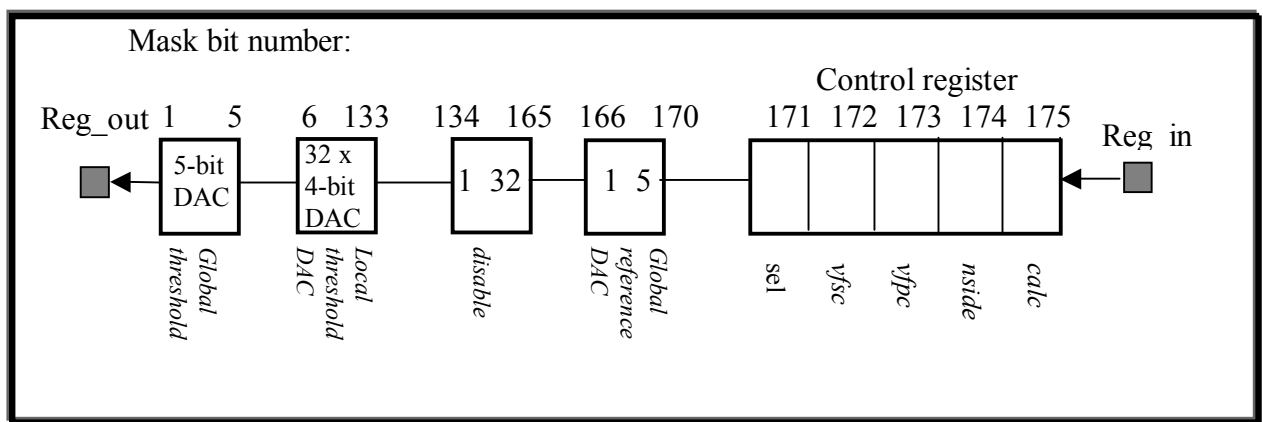 Mask bit number:
Control register
Reg_out 1 5 6 133 134 165 166 170 171 172 173 174 175 Reg_in
5-bit
DAC
32 x
4-bit
DAC
1 32
1 5
Global
threshold
Local
threshold
DAC
disable
Global
reference
DAC
sel
vfsc
vfpc
nside
calc